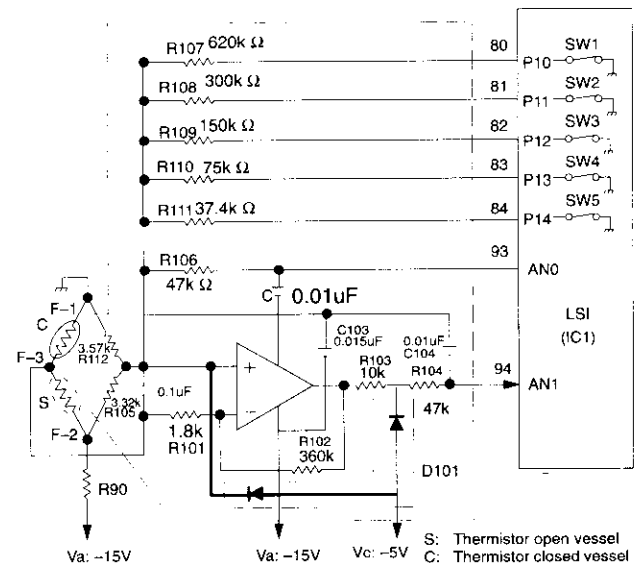 R107 620k Ω 80 P10 SW1
R108 300k Ω 81 P11 SW2
R109 150k Ω 82 P12 SW3
R110 75k Ω 83 P13 SW4
R111 37.4k Ω 84 P14 SW5
R106 47k Ω 93 AN0
C 0.01uF
LSI
(IC1)
F-1
C
3.57k
R112
F-3
S
3.32k
R105
F-2
R90
0.1uF
1.8k
R101
+
−
C103
0.015uF
R102
360k
R103
10k
0.01uF
C104
R104
47k
94 AN1
D101
Va: −15V
Va: −15V
Vc: −5V
S: Thermistor open vessel
C: Thermistor closed vessel